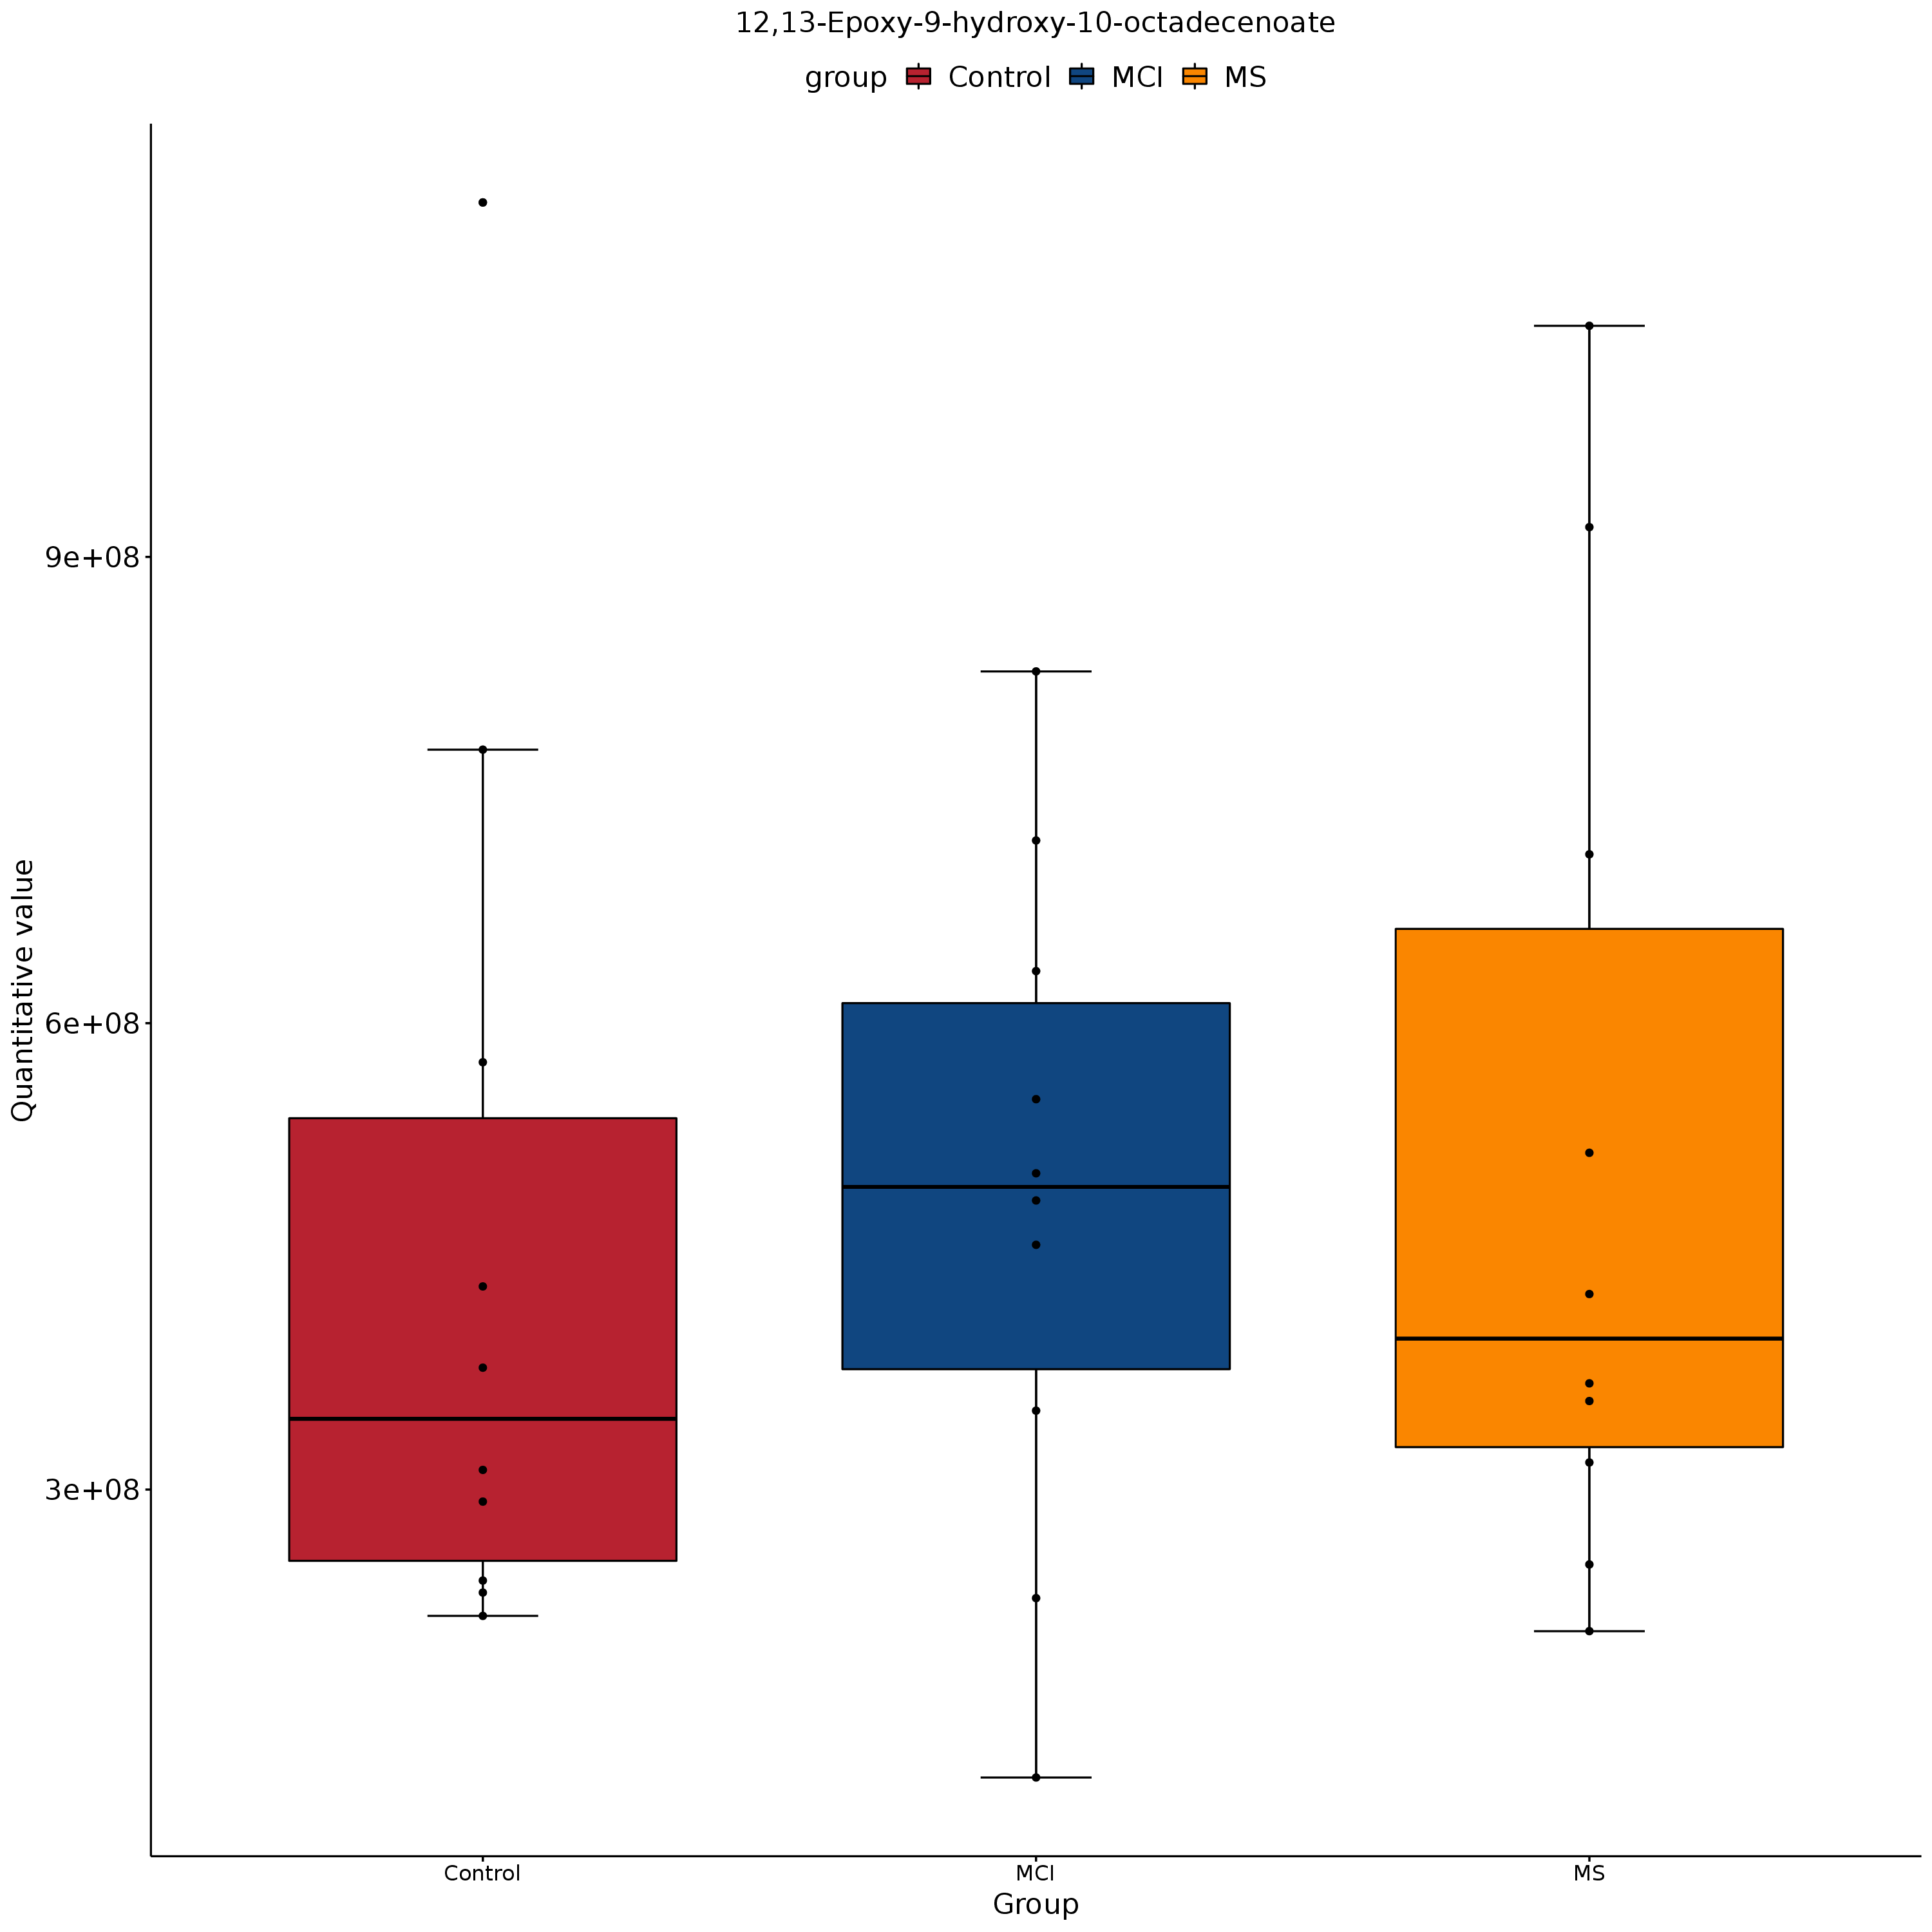 12,13-Epoxy-9-hydroxy-10-octadecenoate
group Control MCI MS
Quantitative value
9e+08
6e+08
3e+08
Control MCI MS
Group